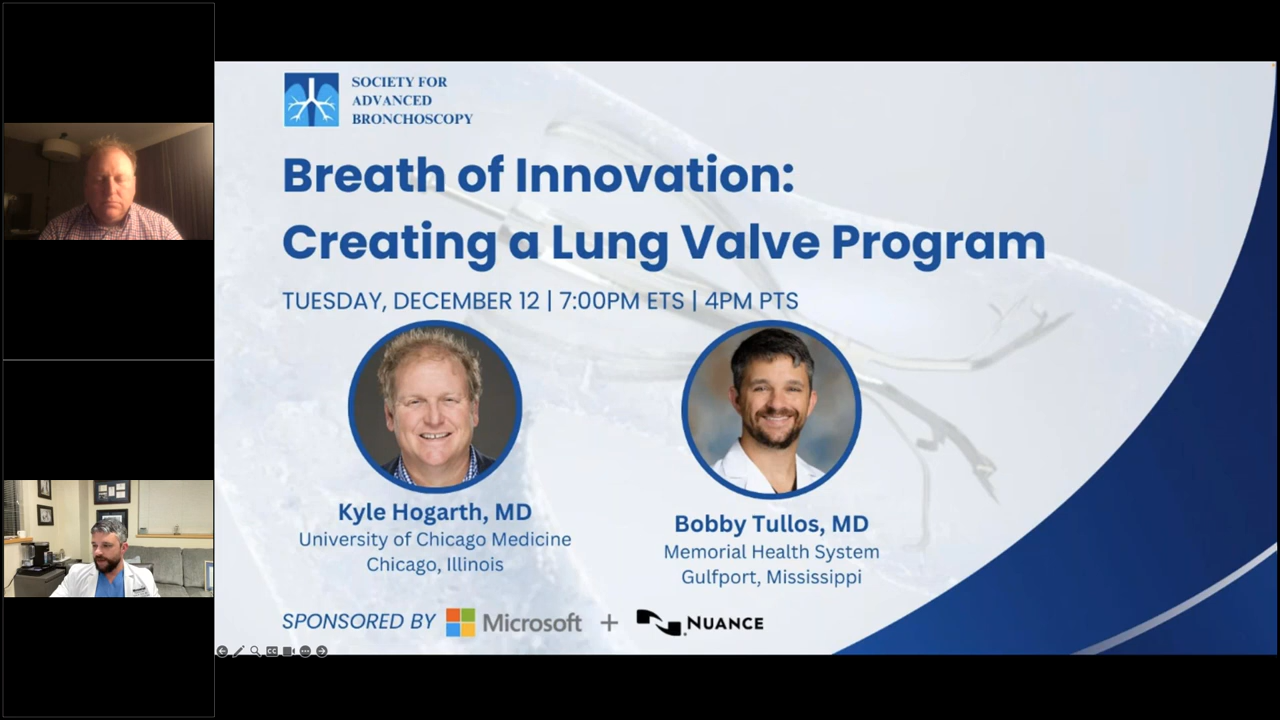 SOCIETY FOR
ADVANCED
BRONCHOSCOPY
Breath of Innovation:
Creating a Lung Valve Program
TUESDAY, DECEMBER 12 | 7:00PM ETS | 4PM PTS
Kyle Hogarth, MD
University of Chicago Medicine
Chicago, Illinois
Bobby Tullos, MD
Memorial Health System
Gulfport, Mississippi
SPONSORED BY Microsoft + NUANCE